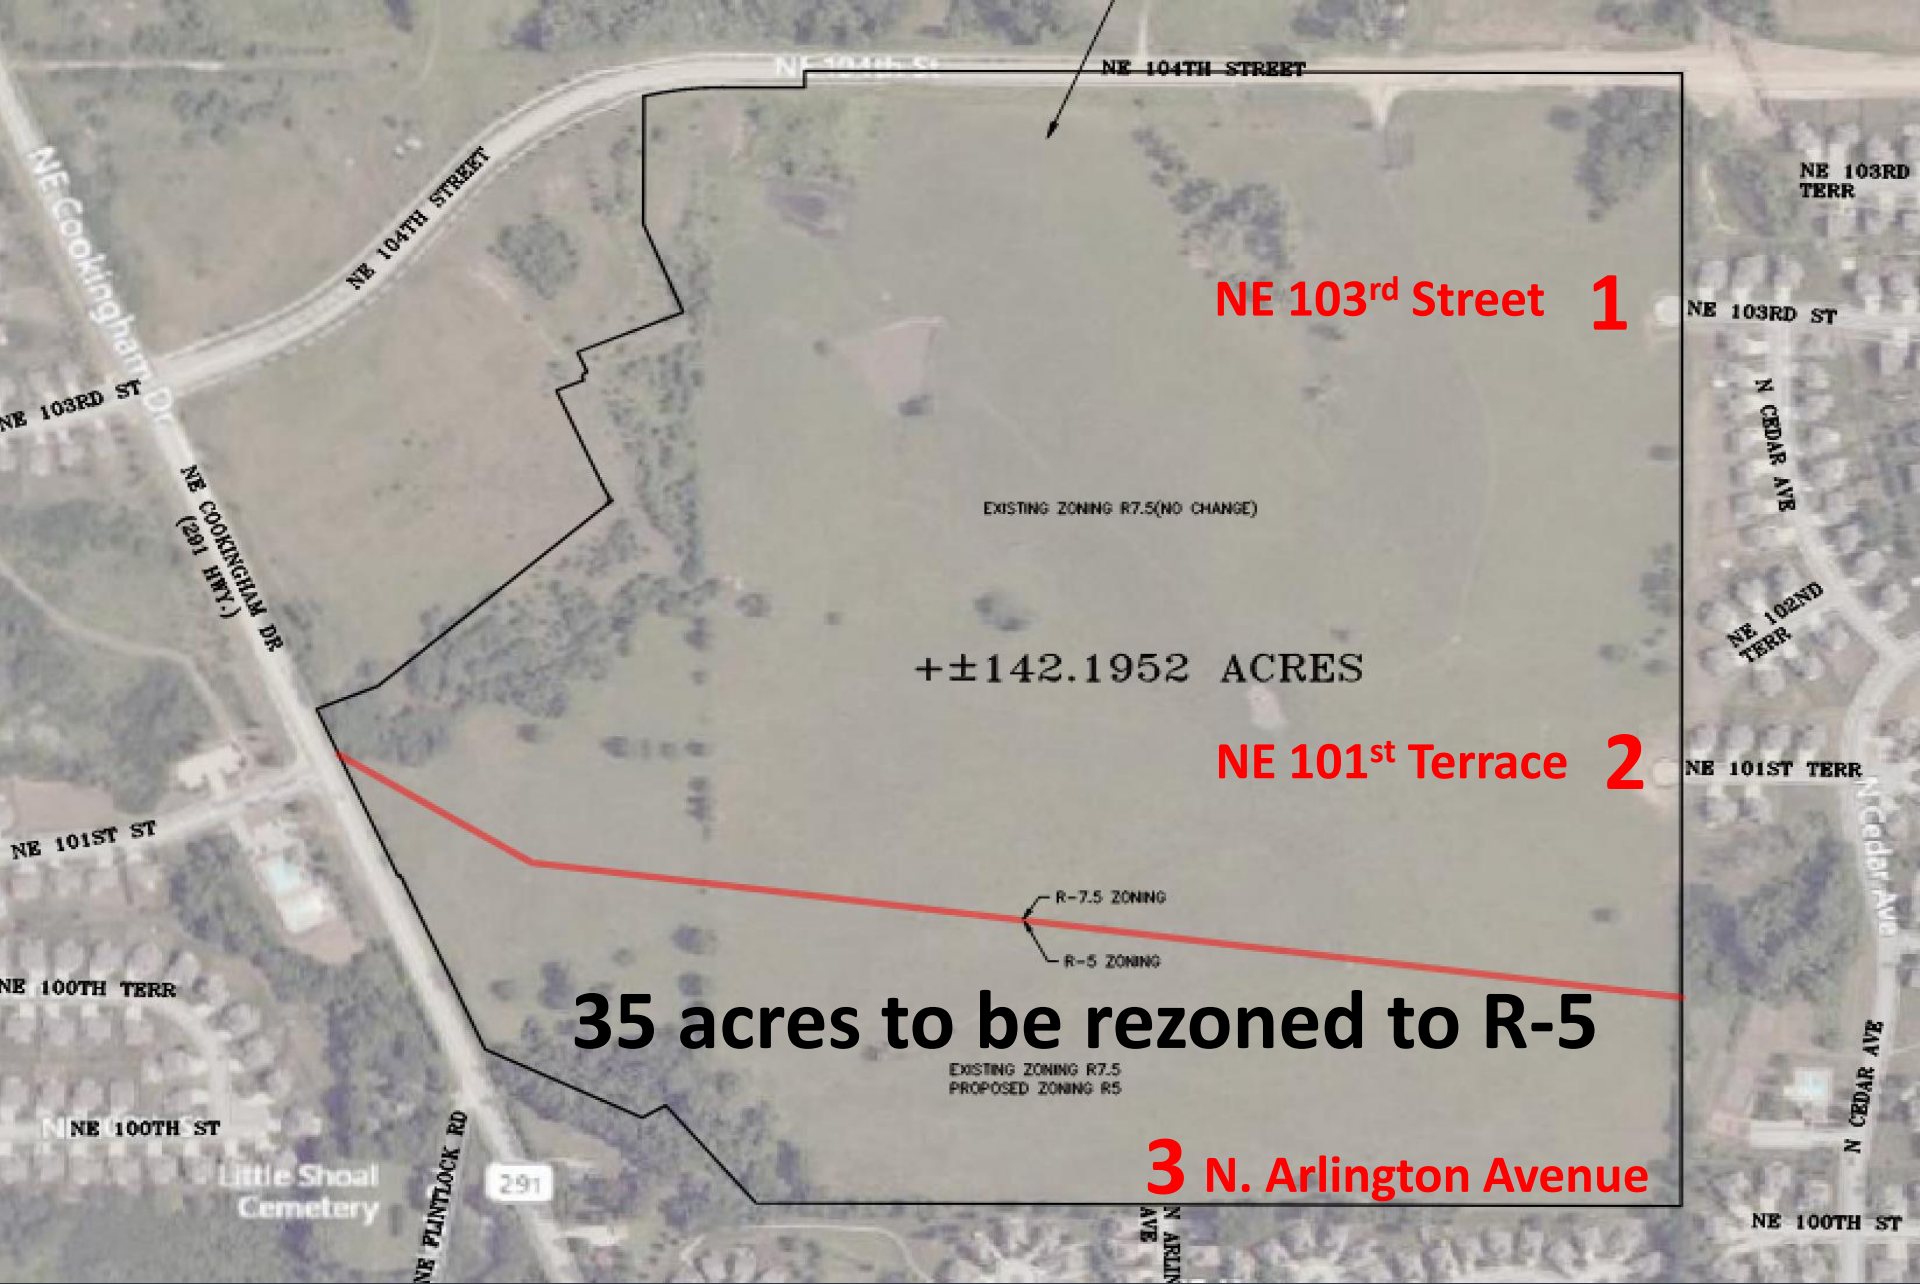 NE 104th St
NE 104TH STREET
NE Cookingham Dr
NE 104TH STREET
NE 103RD
TERR
NE 103rd Street 1
NE 103RD ST
NE 103RD ST
N CEDAR AVE
NE COOKINGHAM DR
(291 HWY.)
EXISTING ZONING R7.5(NO CHANGE)
NE 102ND
TERR
+±142.1952 ACRES
NE 101st Terrace 2
NE 101ST TERR
NE 101ST ST
N Cedar Ave
R-7.5 ZONING
R-5 ZONING
NE 100TH TERR
35 acres to be rezoned to R-5
EXISTING ZONING R7.5
PROPOSED ZONING R5
N CEDAR AVE
NE 100TH ST
NE FLINTLOCK RD
Little Shoal
Cemetery
291
3 N. Arlington Avenue
N ARLIN
AVE
NE 100TH ST